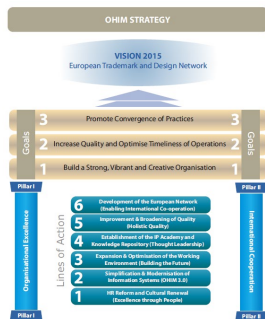 OHIM STRATEGY
VISION 2015
European Trademark and Design Network
Goals
3 Promote Convergence of Practices 3
2 Increase Quality and Optimise Timeliness of Operations 2
1 Build a Strong, Vibrant and Creative Organisation 1
Goals
Pillar I
Organisational Excellence
Pillar I
Lines of Action
6 Development of the European Network
(Enabling International Co-operation)
5 Improvement & Broadening of Quality
(Holistic Quality)
4 Establishment of the IP Academy and
Knowledge Repository (Thought Leadership)
3 Expansion & Optimisation of the Working
Environment (Building the Future)
2 Simplification & Modernisation of
Information Systems (OHIM 3.0)
1 HR Reform and Cultural Renewal
(Excellence through People)
Pillar II
International Cooperation
Pillar II